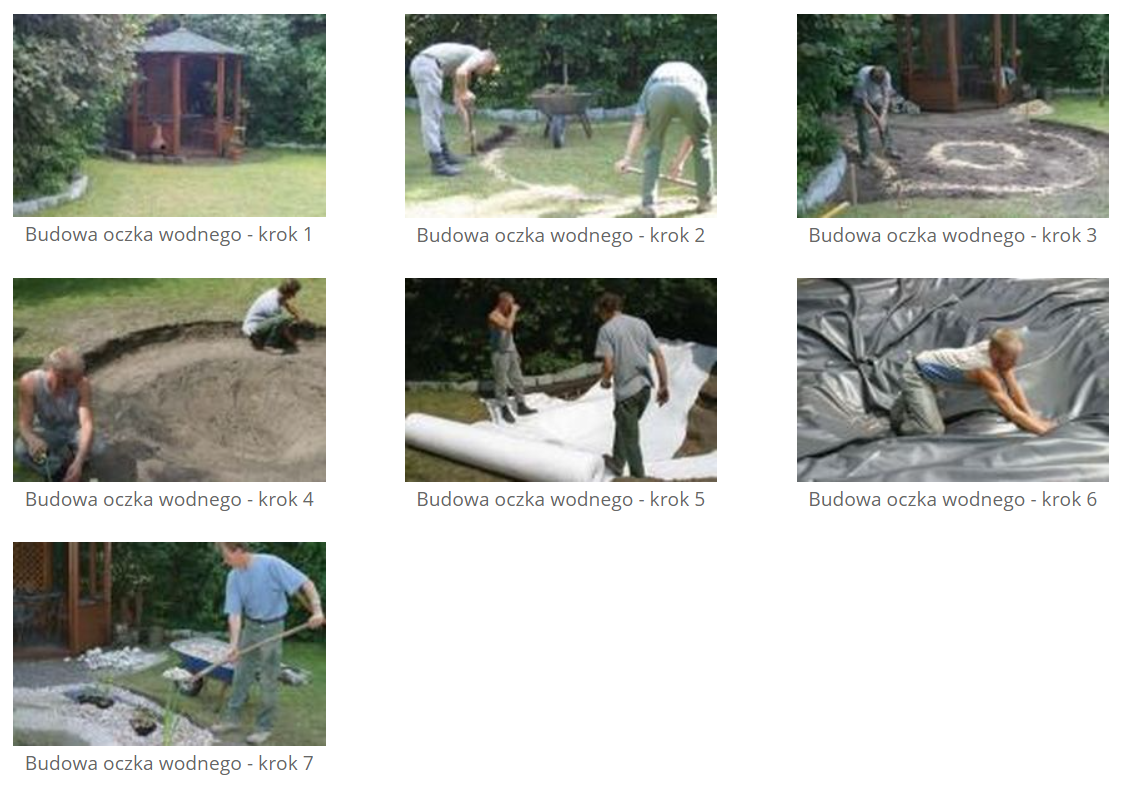 Budowa oczka wodnego - krok 1
Budowa oczka wodnego - krok 2
Budowa oczka wodnego - krok 3
Budowa oczka wodnego - krok 4
Budowa oczka wodnego - krok 5
Budowa oczka wodnego - krok 6
Budowa oczka wodnego - krok 7